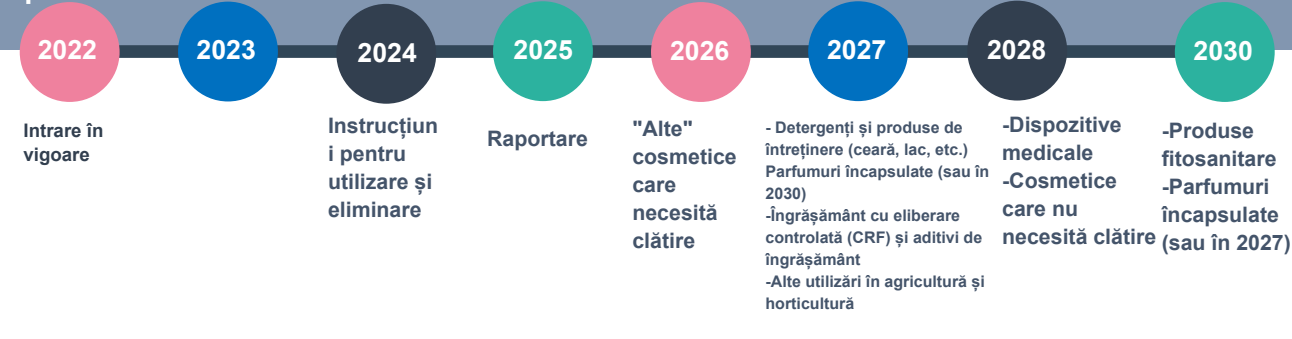 2022
2023
2024
2025
2026
2027
2028
2030
Intrare în
vigoare
Instrucțiun
i pentru
utilizare și
eliminare
Raportare
"Alte"
cosmetice
care
necesită
clătire
- Detergenți și produse de
întreținere (ceară, lac, etc.)
Parfumuri încapsulate (sau în
2030)
-Îngrășământ cu eliberare
controlată (CRF) și aditivi de
îngrășământ
-Alte utilizări în agricultură și
horticultură
-Dispozitive
medicale
-Cosmetice
care nu
necesită clătire
-Produse
fitosanitare
-Parfumuri
încapsulate
(sau în 2027)